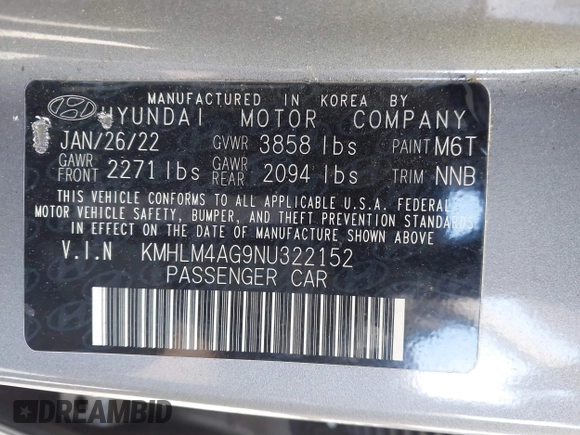 MANUFACTURED IN KOREA BY
HYUNDAI MOTOR COMPANY
JAN/26/22 GVWR 3858 lbs PAINT M6T
GAWR FRONT 2271 lbs GAWR REAR 2094 lbs TRIM NNB
THIS VEHICLE CONFORMS TO ALL APPLICABLE U.S.A. FEDERAL
MOTOR VEHICLE SAFETY, BUMPER, AND THEFT PREVENTION STANDARDS
IN EFFECT ON THE DATE OF MANUFACTURE SHOWN ABOVE.
V.I.N KMHLM4AG9NU322152
PASSENGER CAR
DREAMBID